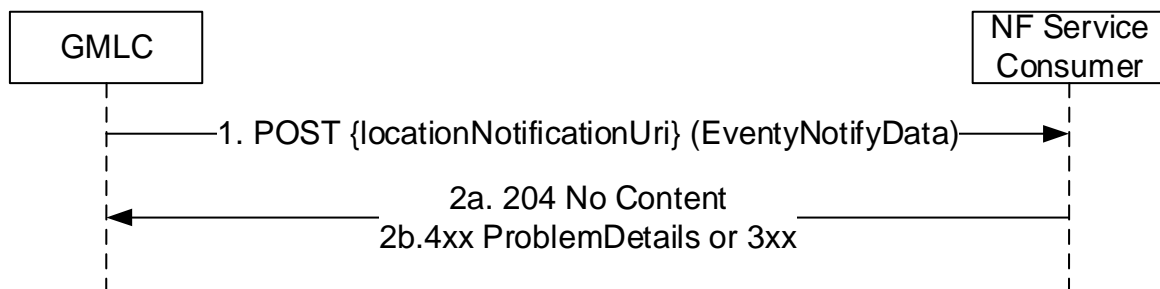 GMLC
NF Service
Consumer
1. POST {locationNotificationUri} (EventyNotifyData)
2a. 204 No Content
2b.4xx ProblemDetails or 3xx